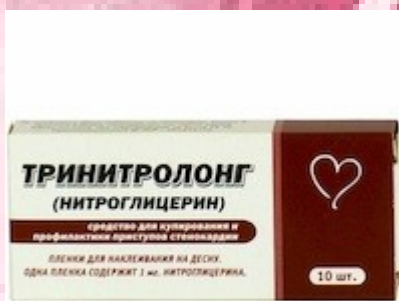 ТРИНИТРОЛОНГ
(НИТРОГЛИЦЕРИН)
средство для купирования и
профилактики приступов стенокардии
ПЛЕНКИ ДЛЯ НАКЛЕИВАНИЯ НА ДЕСНУ.
ОДНА ПЛЕНКА СОДЕРЖИТ 1 мг. НИТРОГЛИЦЕРИНА.
10 шт.